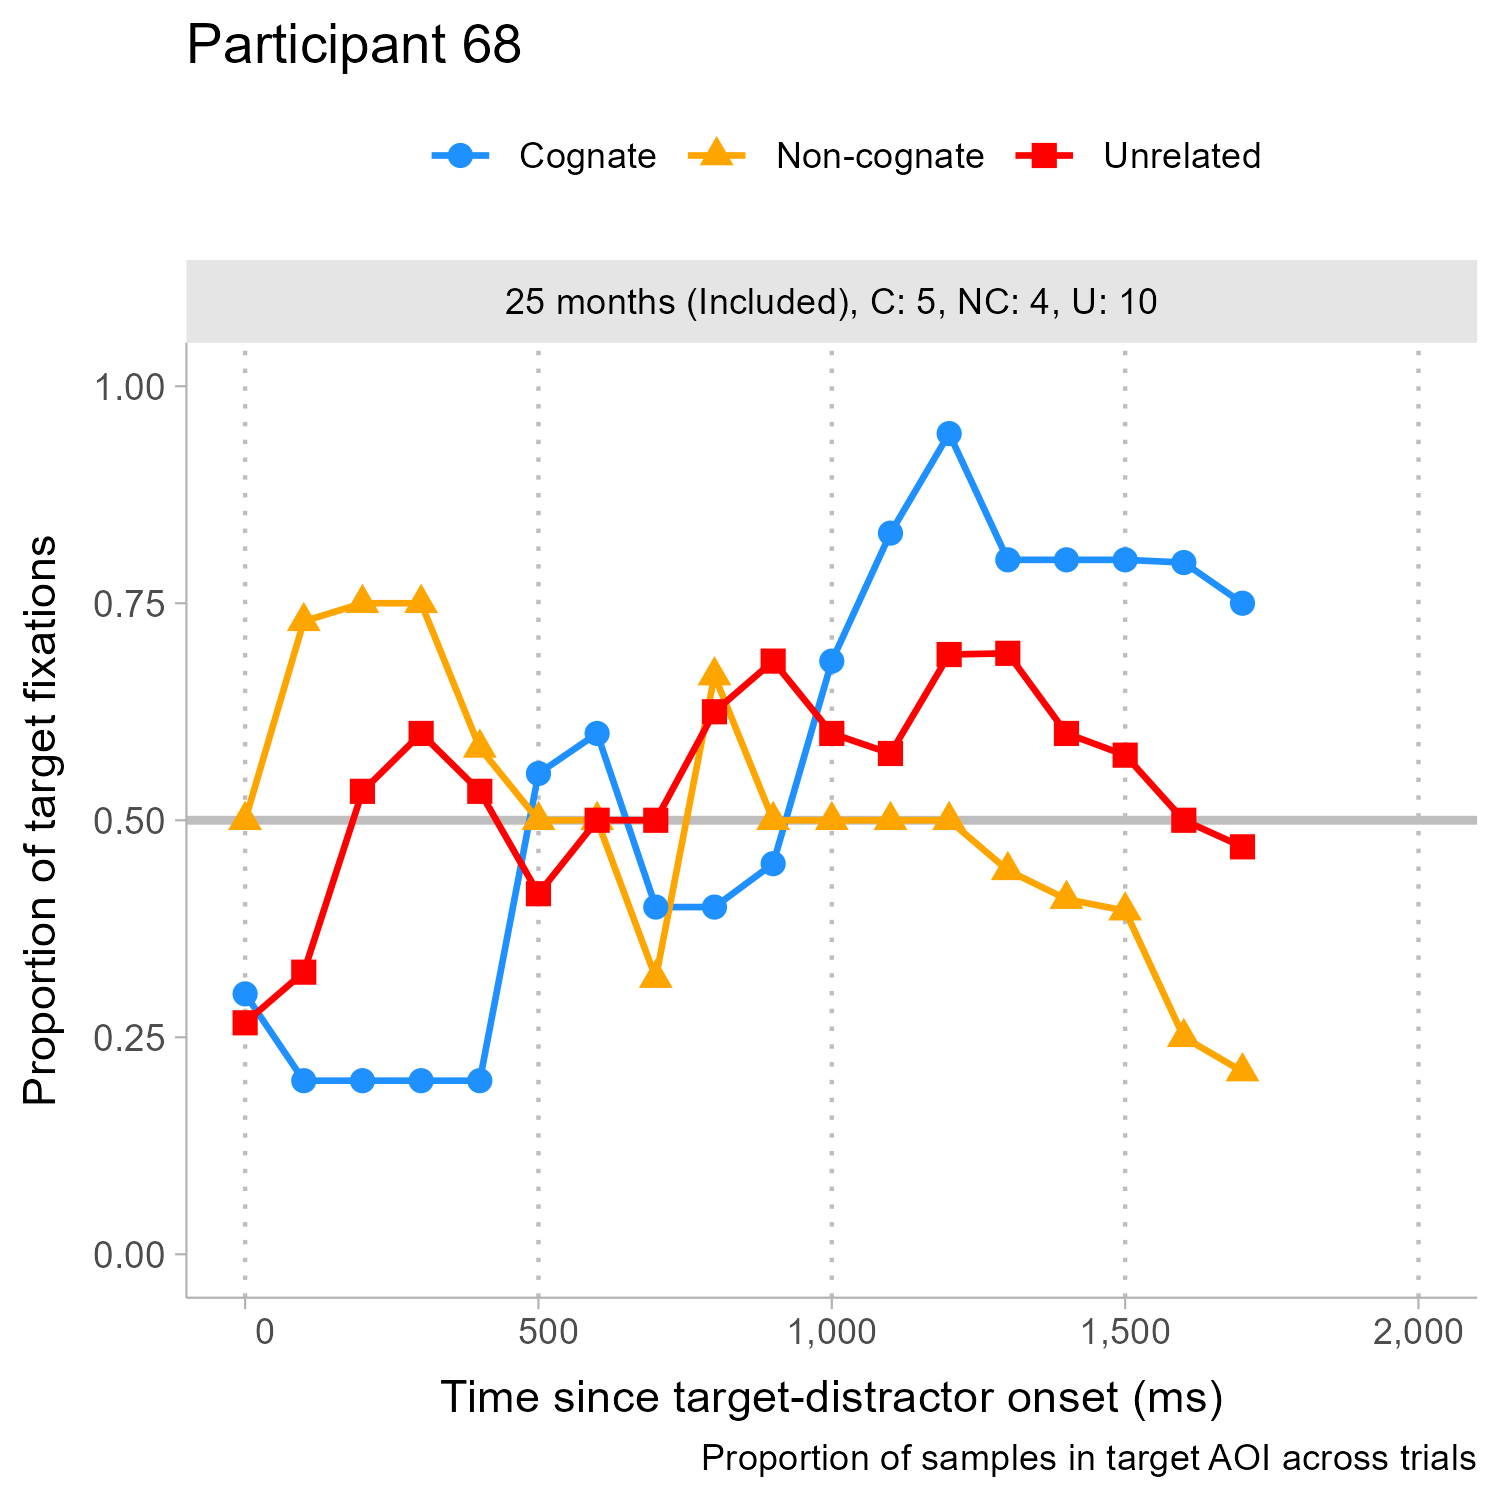 Participant 68
Cognate Non-cognate Unrelated
25 months (Included), C: 5, NC: 4, U: 10
Proportion of target fixations
1.00
0.75
0.50
0.25
0.00
0 500 1,000 1,500 2,000
Time since target-distractor onset (ms)
Proportion of samples in target AOI across trials